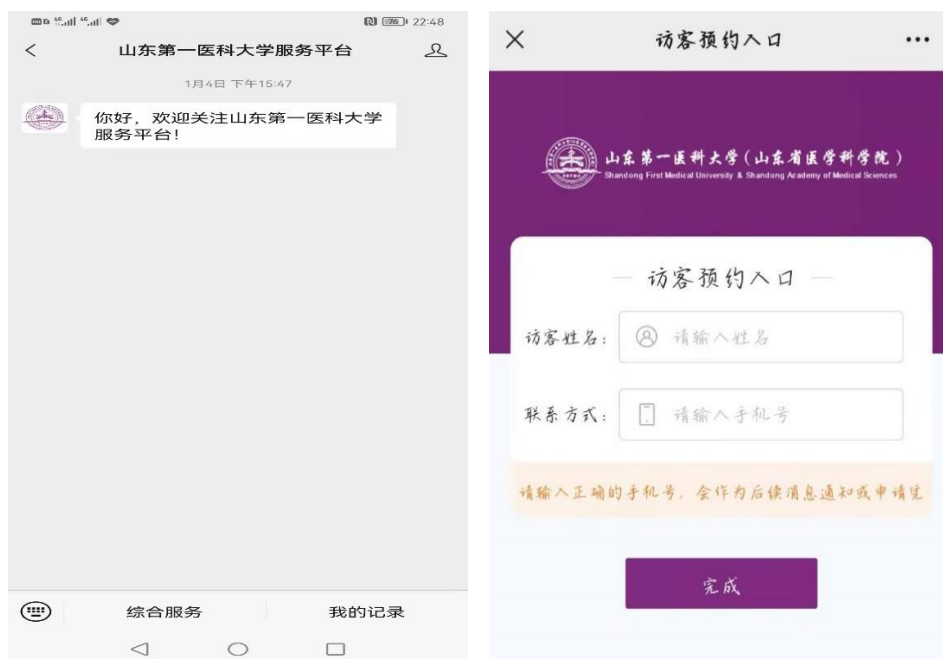 22:48
山东第一医科大学服务平台
1月4日 下午15:47
你好，欢迎关注山东第一医科大学
服务平台！
综合服务
我的记录
访客预约入口
山东第一医科大学（山东省医学科学院）
Shandong First Medical University & Shandong Academy of Medical Sciences
访客预约入口
访客姓名：
请输入姓名
联系方式：
请输入手机号
请输入正确的手机号，会作为后续消息通知或申请凭
完成